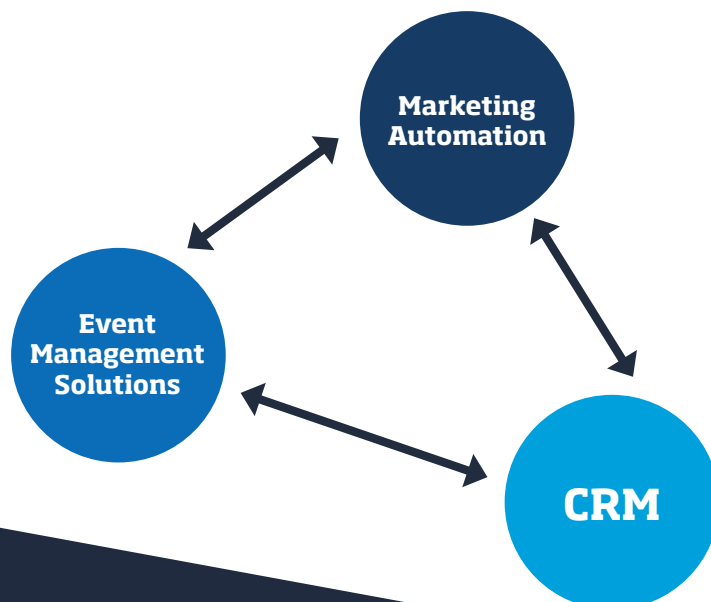 Marketing
Automation
Event
Management
Solutions
CRM